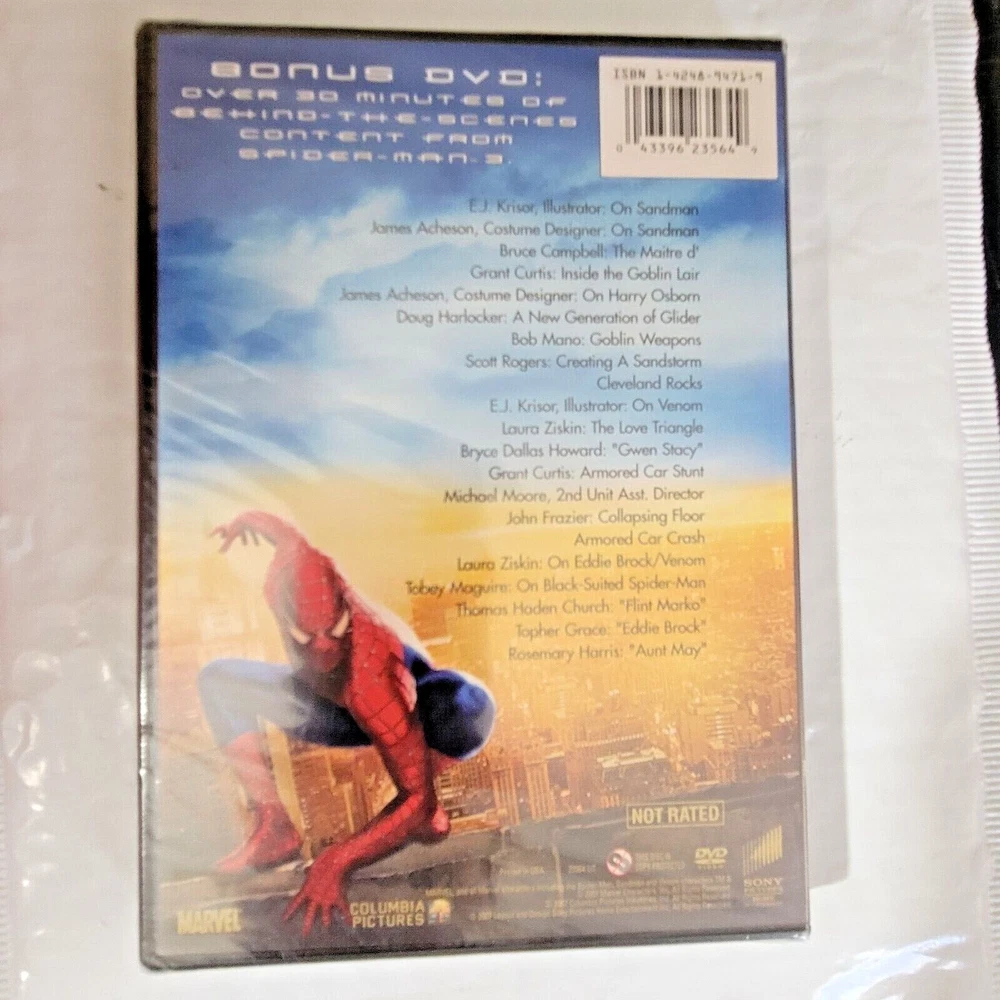 BONUS DVD:
OVER 30 MINUTES OF
BEHIND-THE-SCENES
CONTENT FROM
SPIDER-MAN 3.
ISBN 1-4248-9471-9
0 43396 23564 9
E.J. Krisor, Illustrator: On Sandman
James Acheson, Costume Designer: On Sandman
Bruce Campbell: The Maitre d'
Grant Curtis: Inside the Goblin Lair
James Acheson, Costume Designer: On Harry Osborn
Doug Harlocker: A New Generation of Glider
Bob Mano: Goblin Weapons
Scott Rogers: Creating A Sandstorm
Cleveland Rocks
E.J. Krisor, Illustrator: On Venom
Laura Ziskin: The Love Triangle
Bryce Dallas Howard: "Gwen Stacy"
Grant Curtis: Armored Car Stunt
Michael Moore, 2nd Unit Asst. Director
John Frazier: Collapsing Floor
Armored Car Crash
Laura Ziskin: On Eddie Brock/Venom
Tobey Maguire: On Black-Suited Spider-Man
Thomas Haden Church: "Flint Marko"
Topher Grace: "Eddie Brock"
Rosemary Harris: "Aunt May"
NOT RATED
DVD
SONY
MARVEL
COLUMBIA
PICTURES